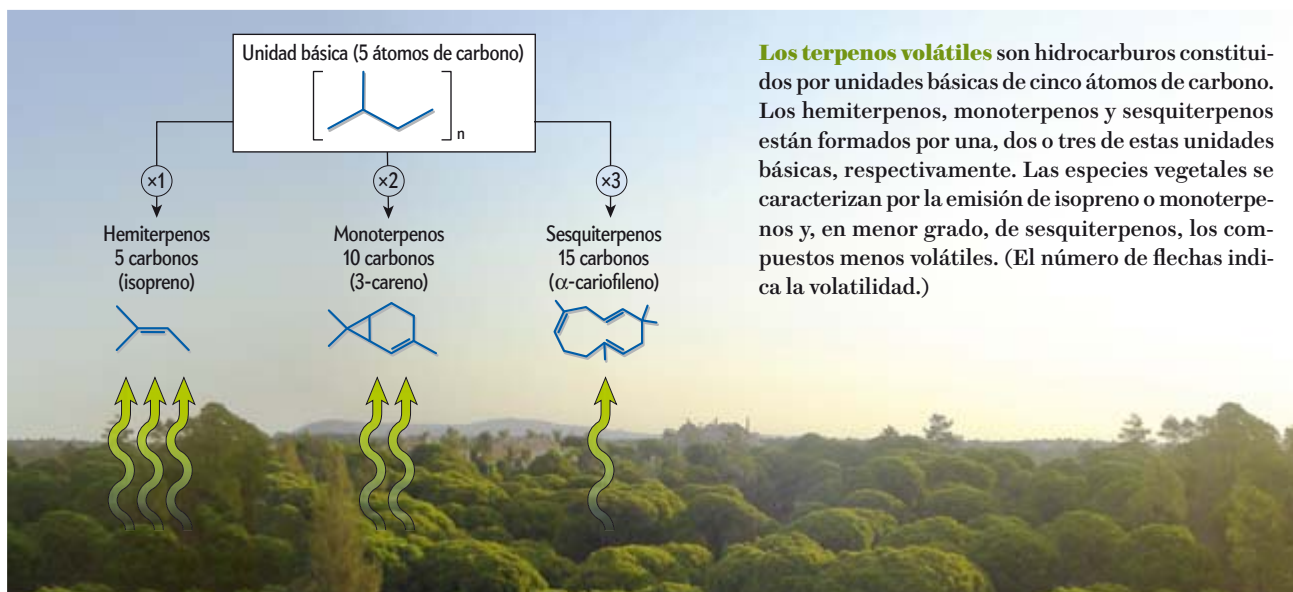 Unidad básica (5 átomos de carbono)
n
×1
×2
×3
Hemiterpenos
5 carbonos
(isopreno)
Monoterpenos
10 carbonos
(3-careno)
Sesquiterpenos
15 carbonos
(α-cariofileno)
Los terpenos volátiles son hidrocarburos constitui-
dos por unidades básicas de cinco átomos de carbono.
Los hemiterpenos, monoterpenos y sesquiterpenos
están formados por una, dos o tres de estas unidades
básicas, respectivamente. Las especies vegetales se
caracterizan por la emisión de isopreno o monoterpe-
nos y, en menor grado, de sesquiterpenos, los com-
puestos menos volátiles. (El número de flechas indi-
ca la volatilidad.)